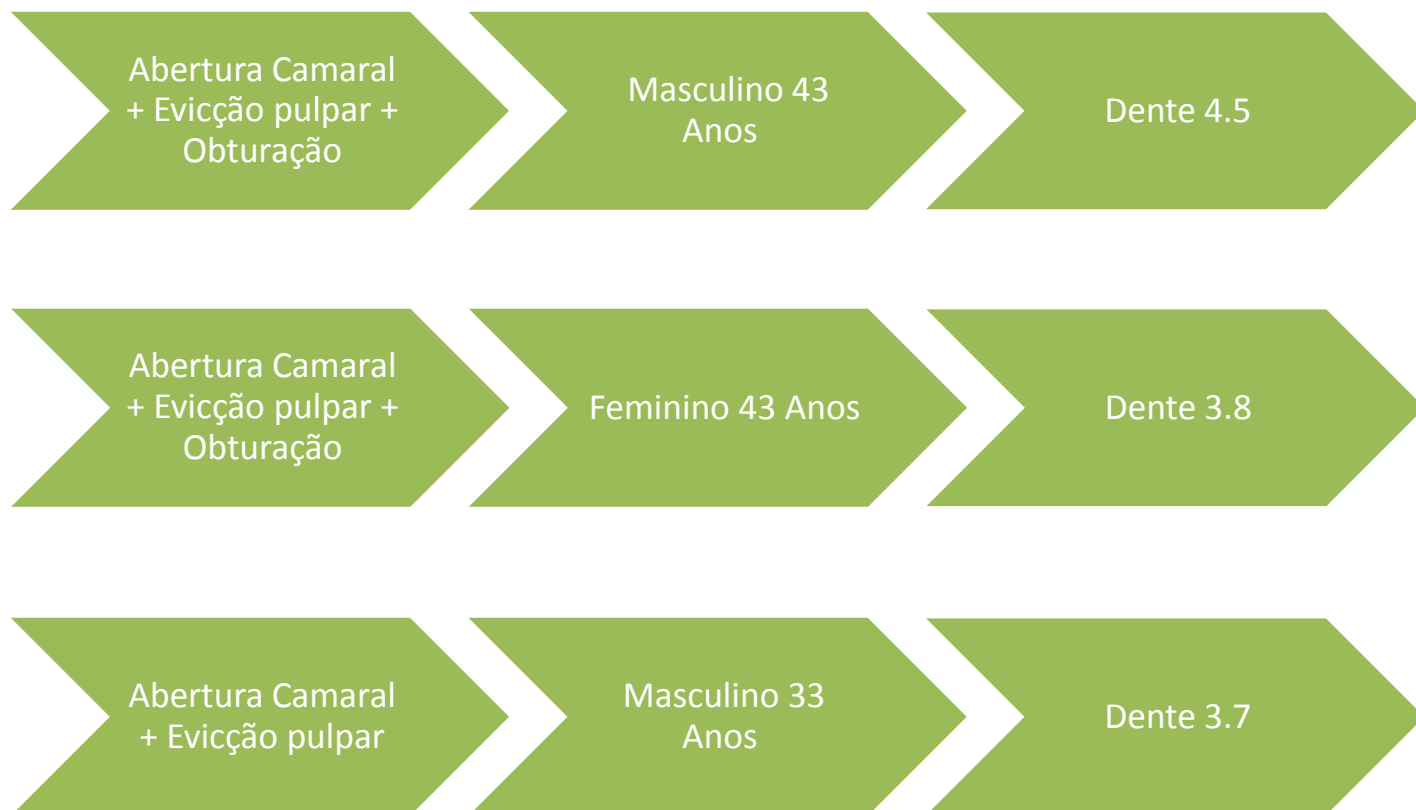 Abertura Camaral
+ Evicção pulpar +
Obturação
Masculino 43
Anos
Dente 4.5
Abertura Camaral
+ Evicção pulpar +
Obturação
Feminino 43 Anos
Dente 3.8
Abertura Camaral
+ Evicção pulpar
Masculino 33
Anos
Dente 3.7